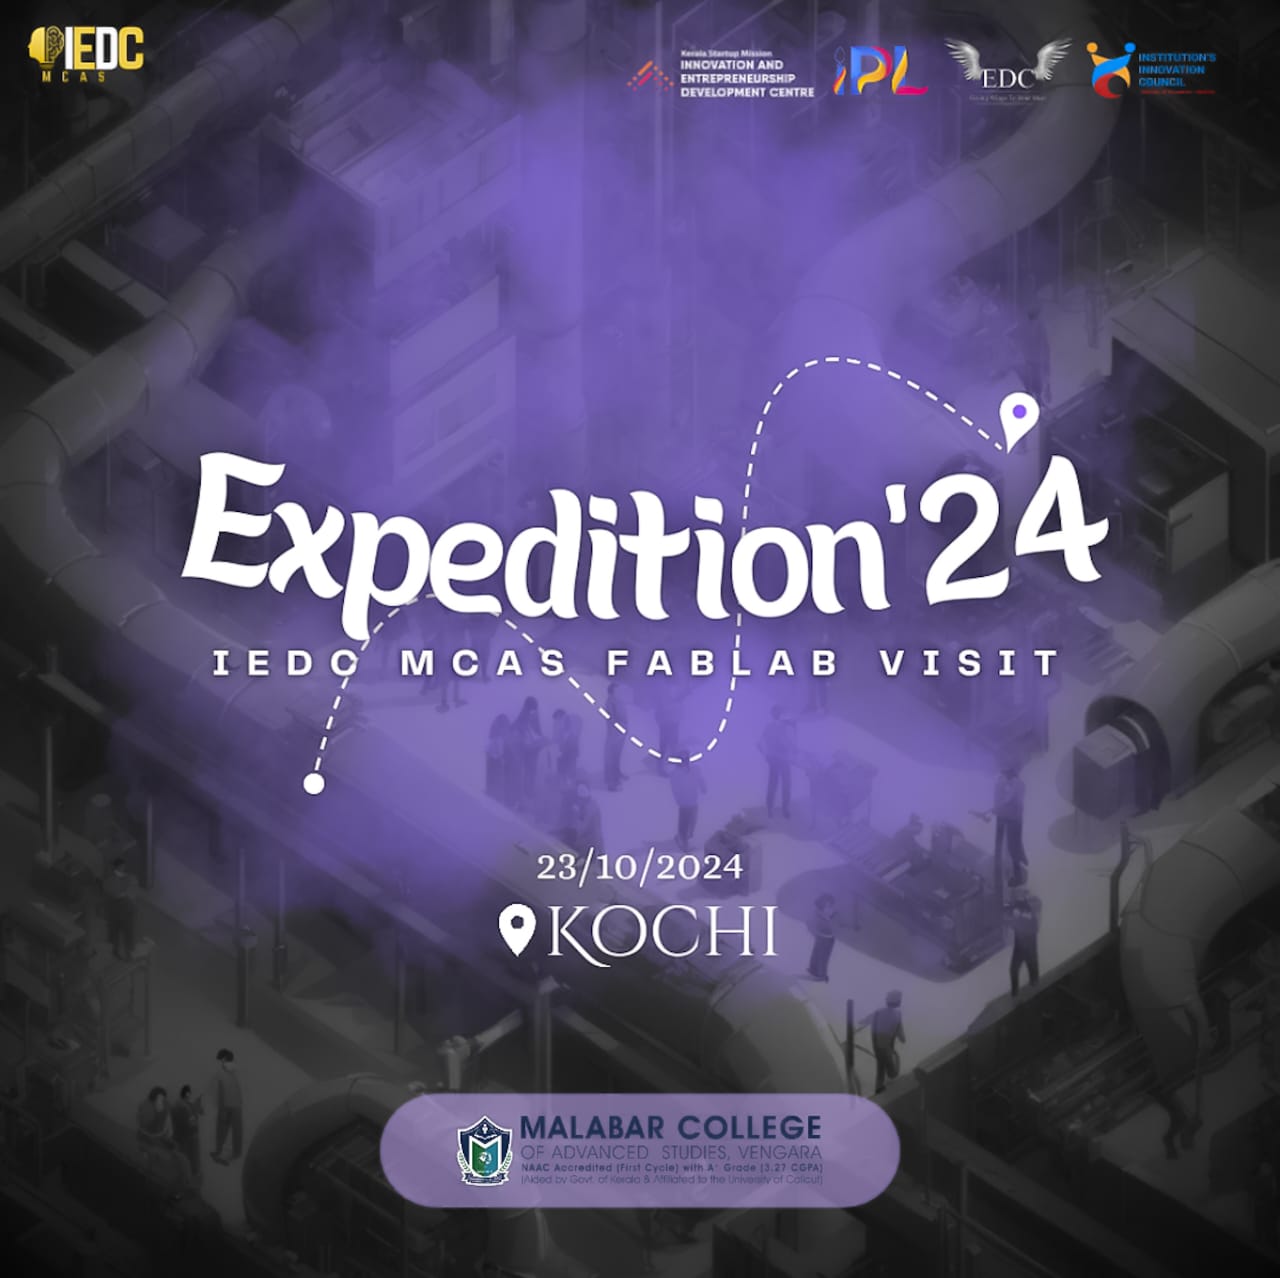 IEDC
MCAS
Kerala Startup Mission
INNOVATION AND
ENTREPRENEURSHIP
DEVELOPMENT CENTRE
IPL
EDC
INSTITUTION'S
INNOVATION
COUNCIL
Expedition'24
IEDC MCAS FABLAB VISIT
23/10/2024
KOCHI
MALABAR COLLEGE
OF ADVANCED STUDIES, VENGARA
NAAC Accredited (First Cycle) with A+ Grade (3.27 CGPA)
(Aided by Govt. of Kerala & Affiliated to the University of Calicut)